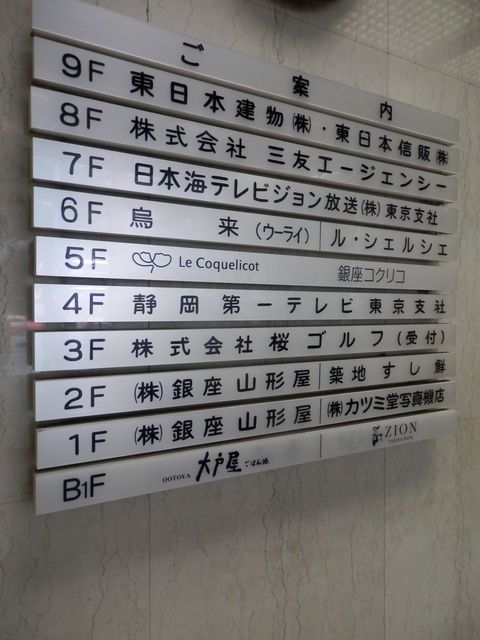 ご案内
9F 東日本建物㈱・東日本信販㈱
8F 株式会社 三友エージェンシー
7F 日本海テレビジョン放送㈱東京支社
6F 烏来(ウーライ) ル・シェルシェ
5F Le Coquelicot 銀座コクリコ
4F 静岡第一テレビ東京支社
3F 株式会社桜ゴルフ(受付)
2F ㈱銀座山形屋 築地すし鮮
1F ㈱銀座山形屋 ㈱カツミ堂写真機店
B1F OOTOYA 大戸屋 ごはん処 ZION